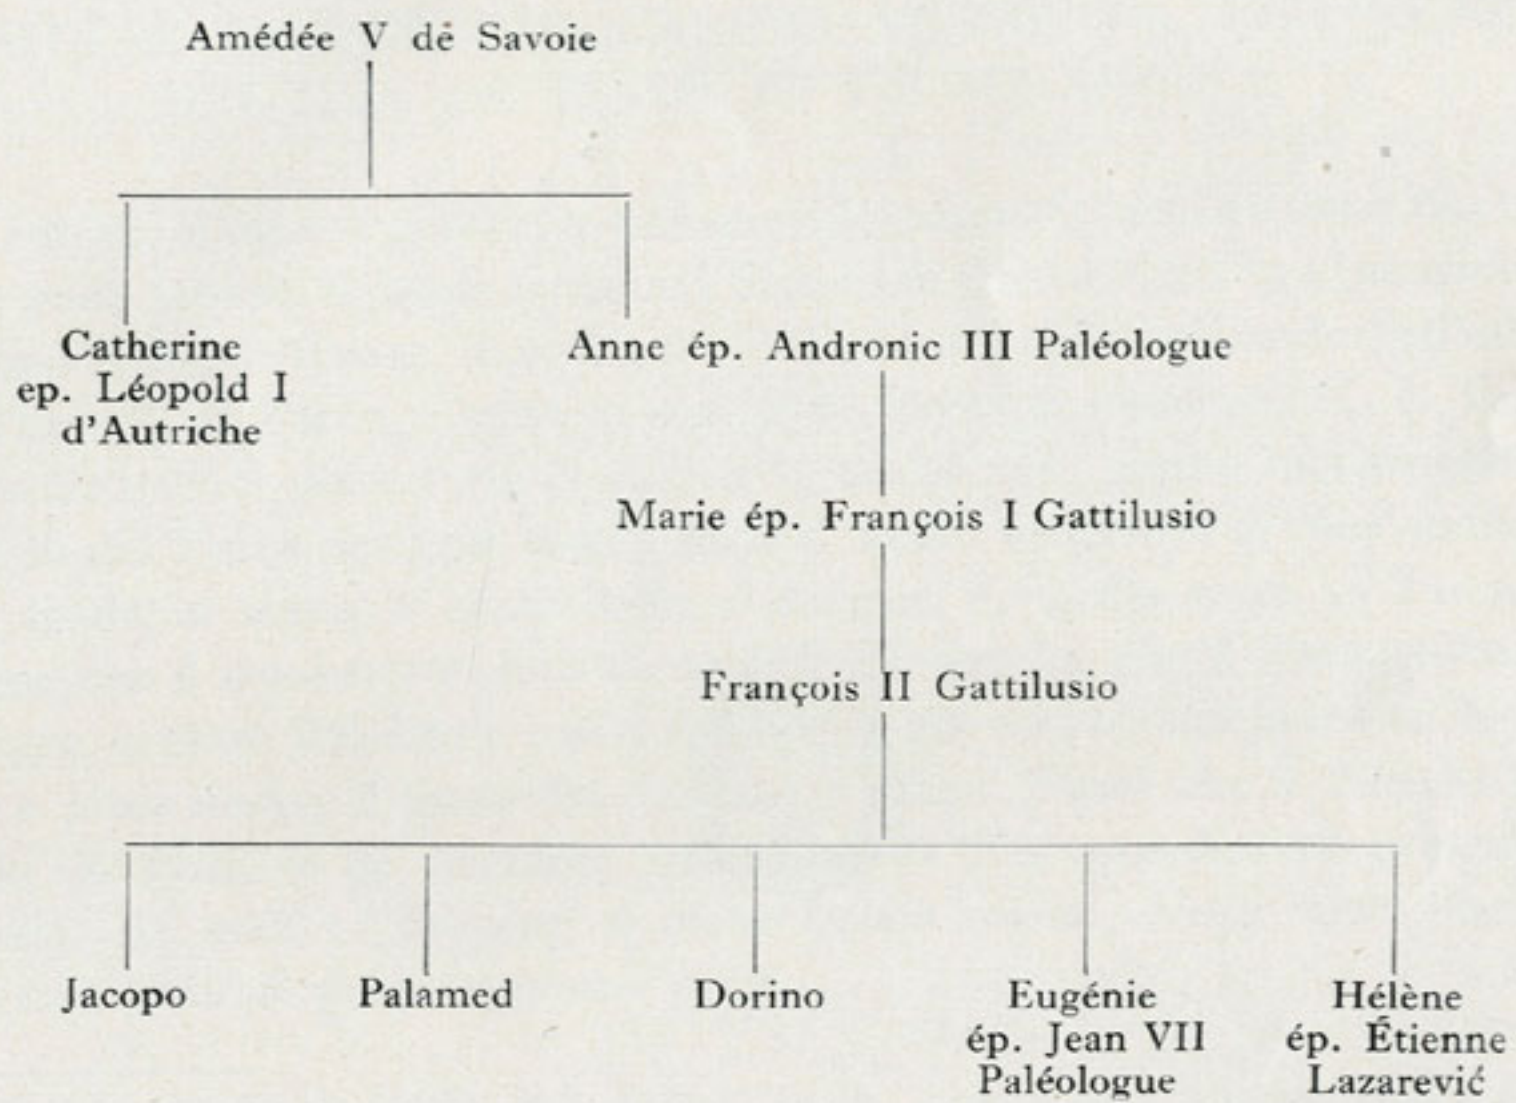 Amédée V de Savoie
Catherine
ep. Léopold I
d'Autriche
Anne ép. Andronic III Paléologue
Marie ép. François I Gattilusio
François II Gattilusio
Jacopo
Palamed
Dorino
Eugénie
ép. Jean VII
Paléologue
Hélène
ép. Étienne
Lazarević